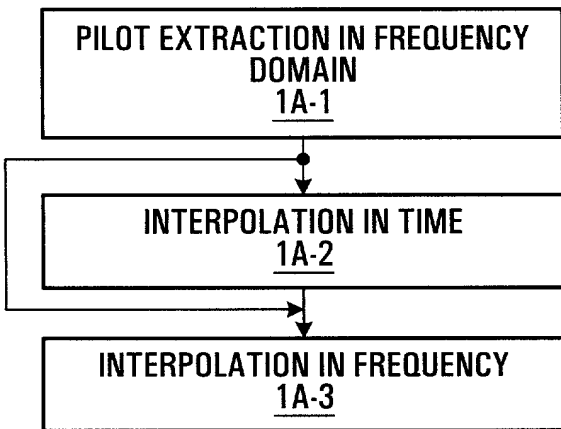 PILOT EXTRACTION IN FREQUENCY
DOMAIN
1A-1
INTERPOLATION IN TIME
1A-2
INTERPOLATION IN FREQUENCY
1A-3